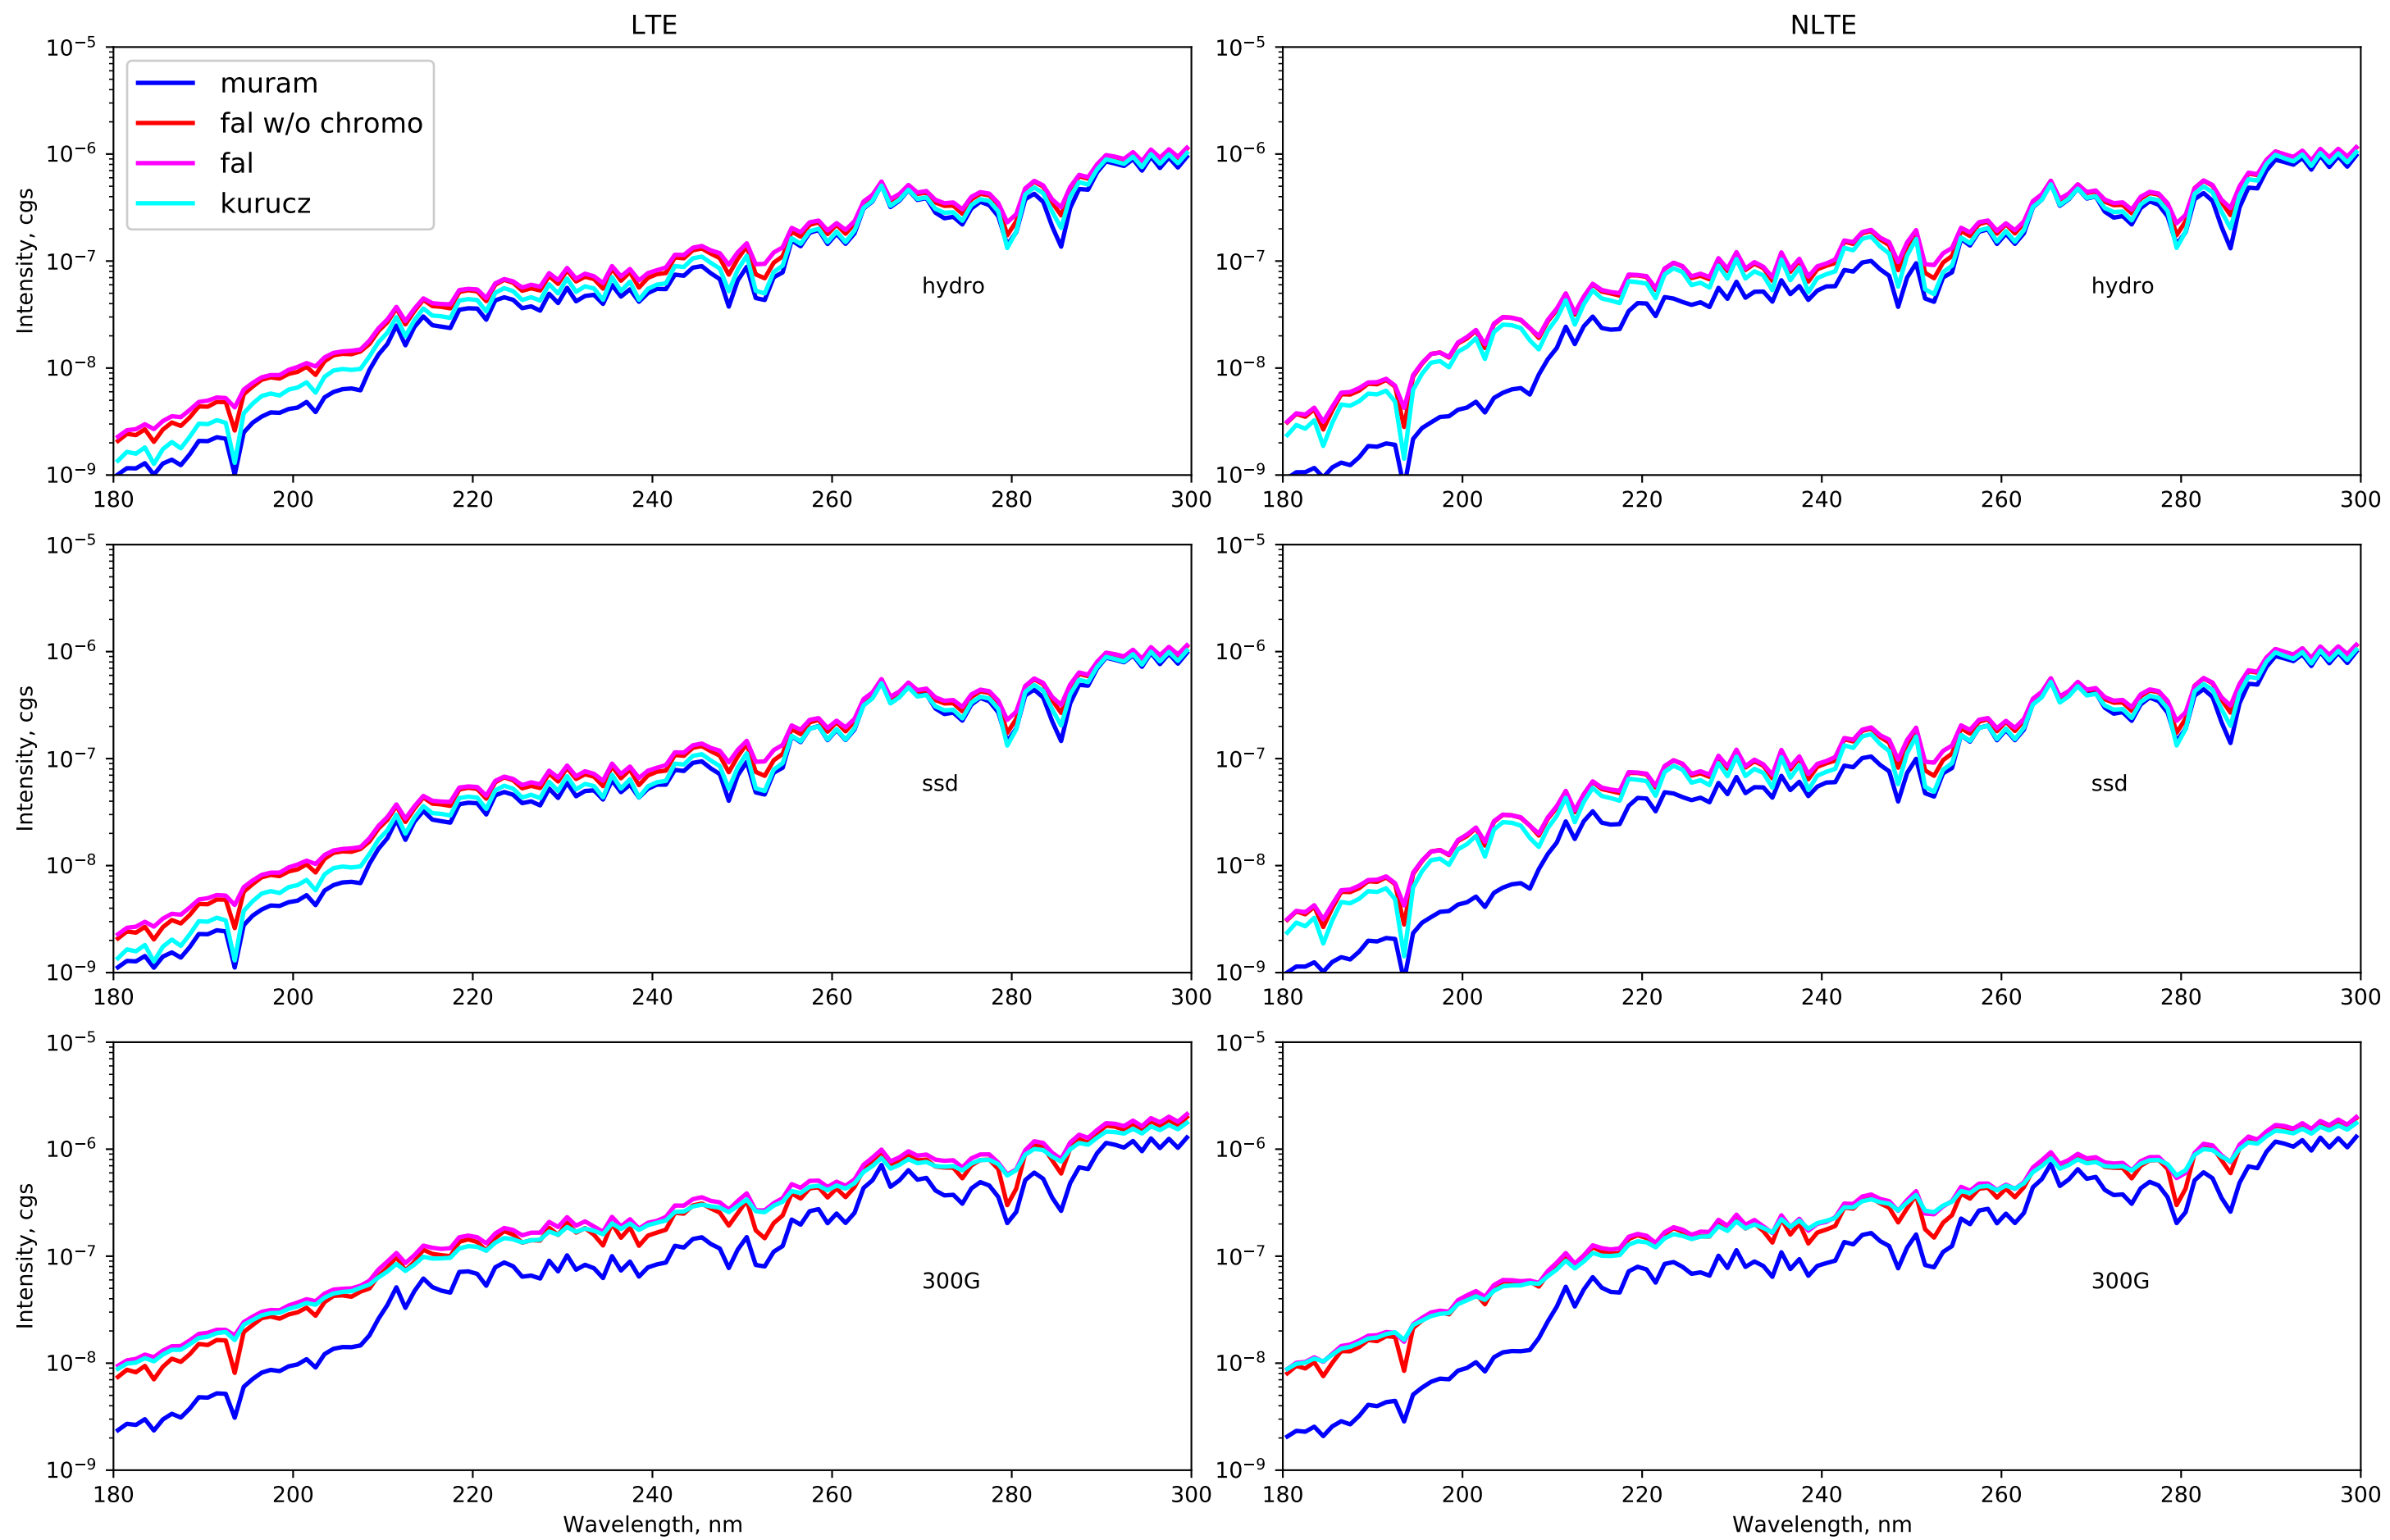 LTE
NLTE
10⁻⁵
10⁻⁶
10⁻⁷
10⁻⁸
10⁻⁹
Intensity, cgs
muram
fal w/o chromo
fal
kurucz
hydro
180 200 220 240 260 280 300
10⁻⁵
10⁻⁶
10⁻⁷
10⁻⁸
10⁻⁹
hydro
180 200 220 240 260 280 300
10⁻⁵
10⁻⁶
10⁻⁷
10⁻⁸
10⁻⁹
Intensity, cgs
ssd
180 200 220 240 260 280 300
10⁻⁵
10⁻⁶
10⁻⁷
10⁻⁸
10⁻⁹
ssd
180 200 220 240 260 280 300
10⁻⁵
10⁻⁶
10⁻⁷
10⁻⁸
10⁻⁹
Intensity, cgs
300G
180 200 220 240 260 280 300
Wavelength, nm
10⁻⁵
10⁻⁶
10⁻⁷
10⁻⁸
10⁻⁹
300G
180 200 220 240 260 280 300
Wavelength, nm